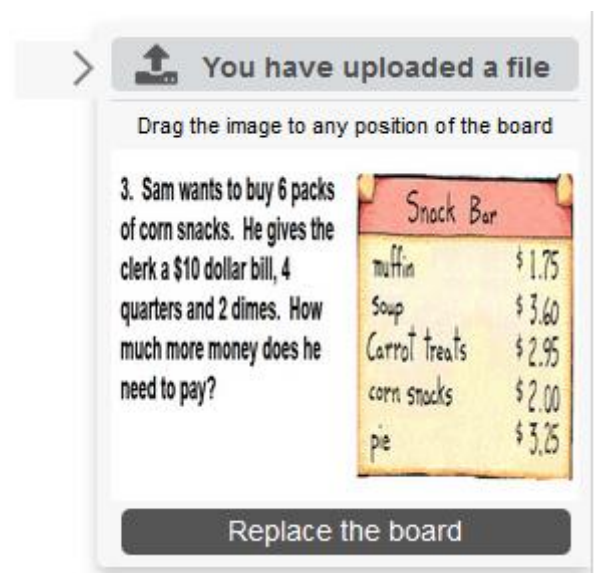 You have uploaded a file
Drag the image to any position of the board
3. Sam wants to buy 6 packs
of corn snacks. He gives the
clerk a $10 dollar bill, 4
quarters and 2 dimes. How
much more money does he
need to pay?
Snack Bar
muffin $1.75
Soup $3.60
Carrot treats $2.95
corn snacks $2.00
pie $3.25
Replace the board